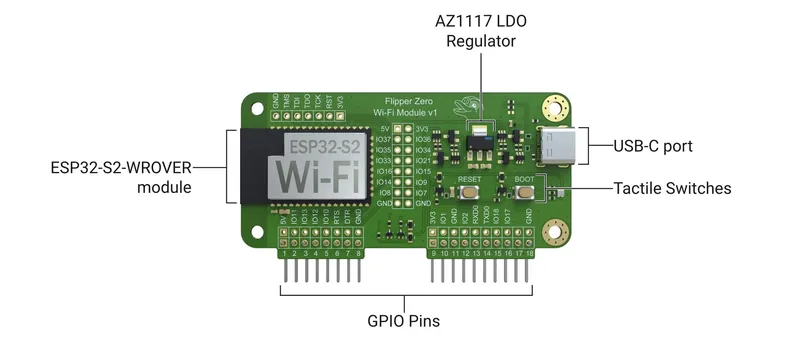 AZ1117 LDO
Regulator
Flipper Zero
Wi-Fi Module v1
GND TMS TDI TDO TCK RST 3V3
5V 3V3
IO37 IO36
IO35 IO34
IO33 IO21
IO16 IO15
IO14 IO9
IO8 IO7
GND GND
ESP32-S2
Wi-Fi
ESP32-S2-WROVER
module
USB-C port
RESET BOOT
Tactile Switches
5V IO11 IO13 IO12 IO10 RTS DTR GND
3V3 IO1 GND IO2 RXD0 TXD0 IO18 IO17 GND
1 2 3 4 5 6 7 8
9 10 11 12 13 14 15 16 17 18
GPIO Pins